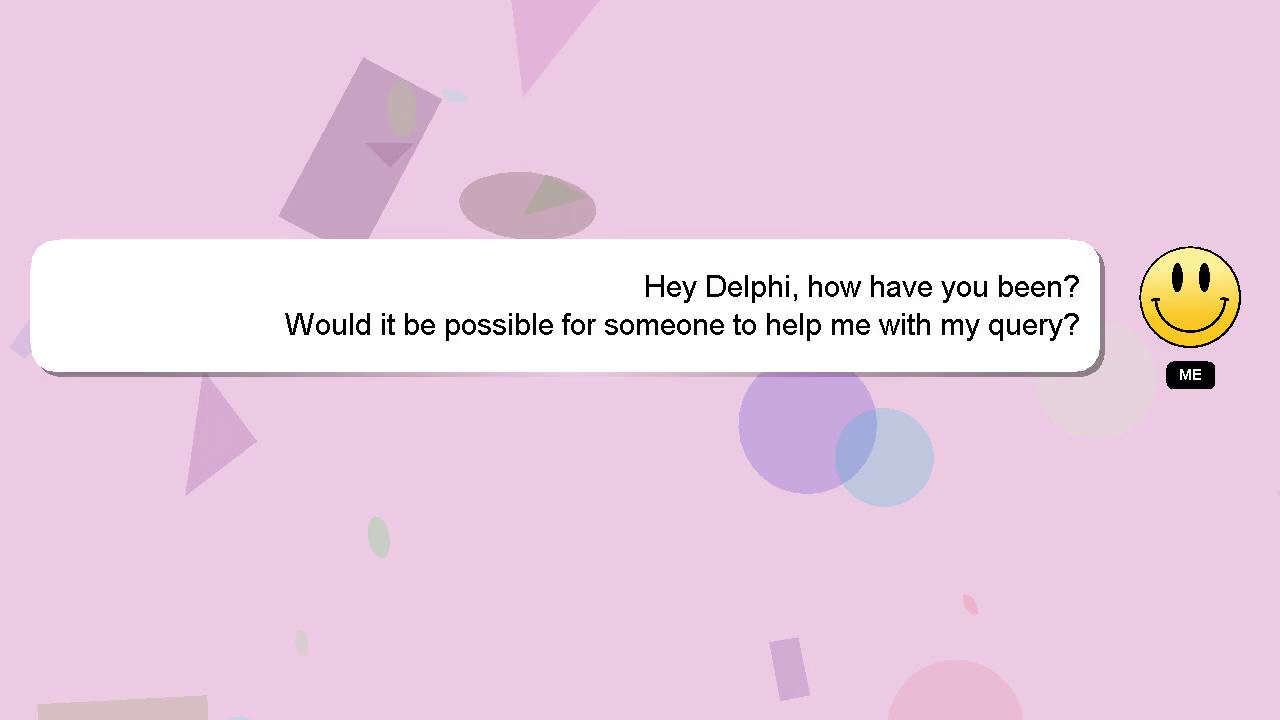 Hey Delphi, how have you been?
Would it be possible for someone to help me with my query?
ME